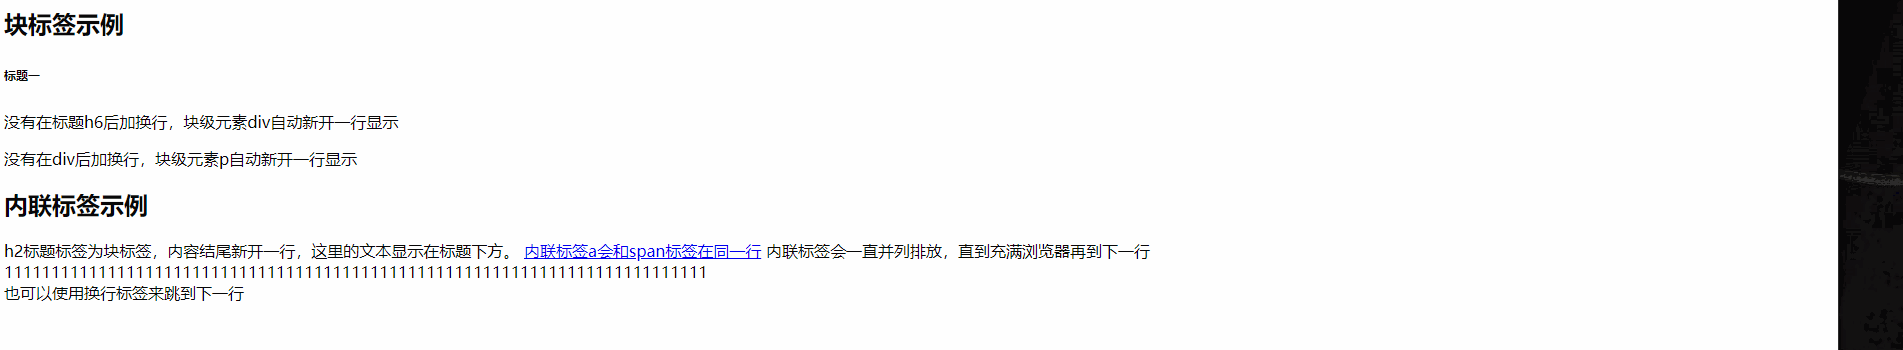 块标签示例
标题一
没有在标题h6后加换行，块级元素div自动新开一行显示
没有在div后加换行，块级元素p自动新开一行显示
内联标签示例
h2标题标签为块标签，内容结尾新开一行，这里的文本显示在标题下方。 内联标签a会和span标签在同一行 内联标签会一直并列排放，直到充满浏览器再到下一行
111111111111111111111111111111111111111111111111111111111111111111111111111
也可以使用换行标签来跳到下一行